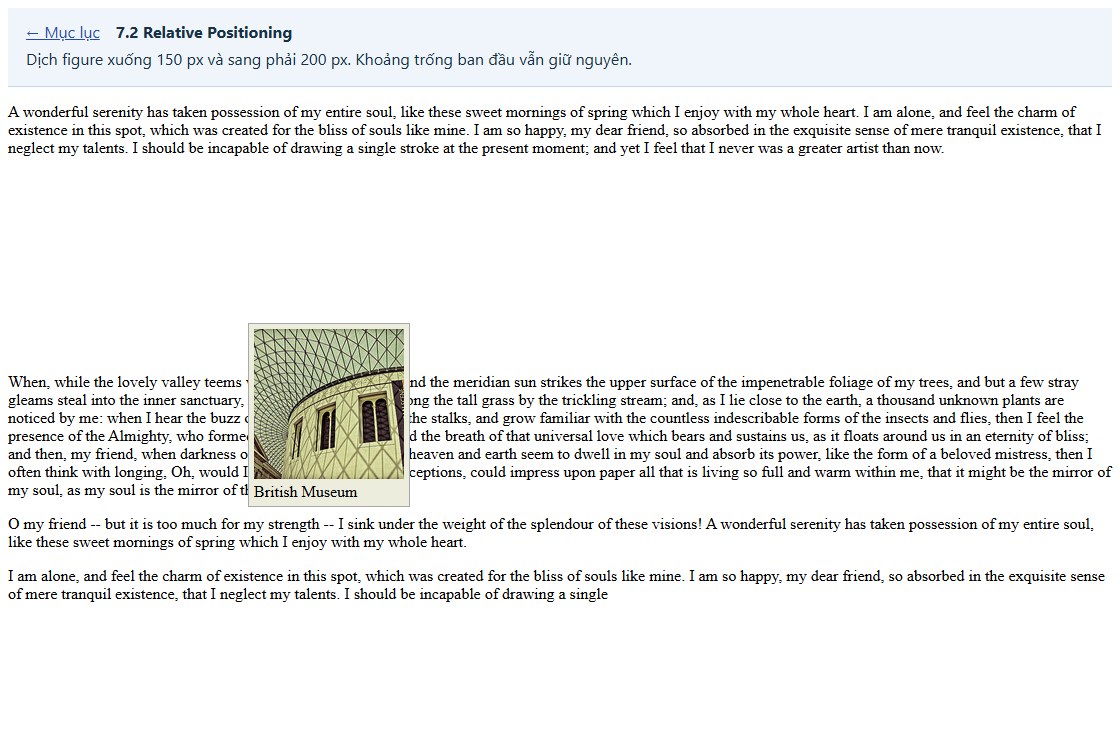 ← Mục lục 7.2 Relative Positioning
Dịch figure xuống 150 px và sang phải 200 px. Khoảng trống ban đầu vẫn giữ nguyên.
A wonderful serenity has taken possession of my entire soul, like these sweet mornings of spring which I enjoy with my whole heart. I am alone, and feel the charm of
existence in this spot, which was created for the bliss of souls like mine. I am so happy, my dear friend, so absorbed in the exquisite sense of mere tranquil existence, that I
neglect my talents. I should be incapable of drawing a single stroke at the present moment; and yet I feel that I never was a greater artist than now.
When, while the lovely valley teems nd the meridian sun strikes the upper surface of the impenetrable foliage of my trees, and but a few stray
gleams steal into the inner sanctuary, ong the tall grass by the trickling stream; and, as I lie close to the earth, a thousand unknown plants are
noticed by me: when I hear the buzz the stalks, and grow familiar with the countless indescribable forms of the insects and flies, then I feel the
presence of the Almighty, who forme d the breath of that universal love which bears and sustains us, as it floats around us in an eternity of bliss;
and then, my friend, when darkness o heaven and earth seem to dwell in my soul and absorb its power, like the form of a beloved mistress, then I
often think with longing, Oh, would I ceptions, could impress upon paper all that is living so full and warm within me, that it might be the mirror of
my soul, as my soul is the mirror of th
British Museum
O my friend -- but it is too much for my strength -- I sink under the weight of the splendour of these visions! A wonderful serenity has taken possession of my entire soul,
like these sweet mornings of spring which I enjoy with my whole heart.
I am alone, and feel the charm of existence in this spot, which was created for the bliss of souls like mine. I am so happy, my dear friend, so absorbed in the exquisite sense
of mere tranquil existence, that I neglect my talents. I should be incapable of drawing a single